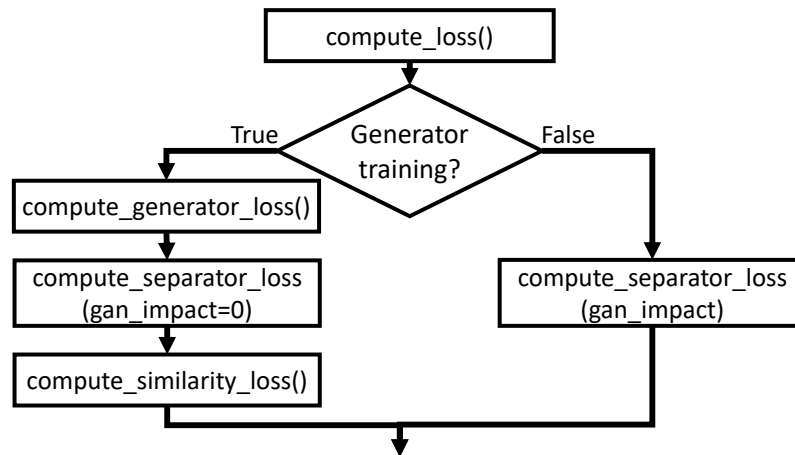 compute_loss()
True
Generator
training?
False
compute_generator_loss()
compute_separator_loss
(gan_impact=0)
compute_similarity_loss()
compute_separator_loss
(gan_impact)